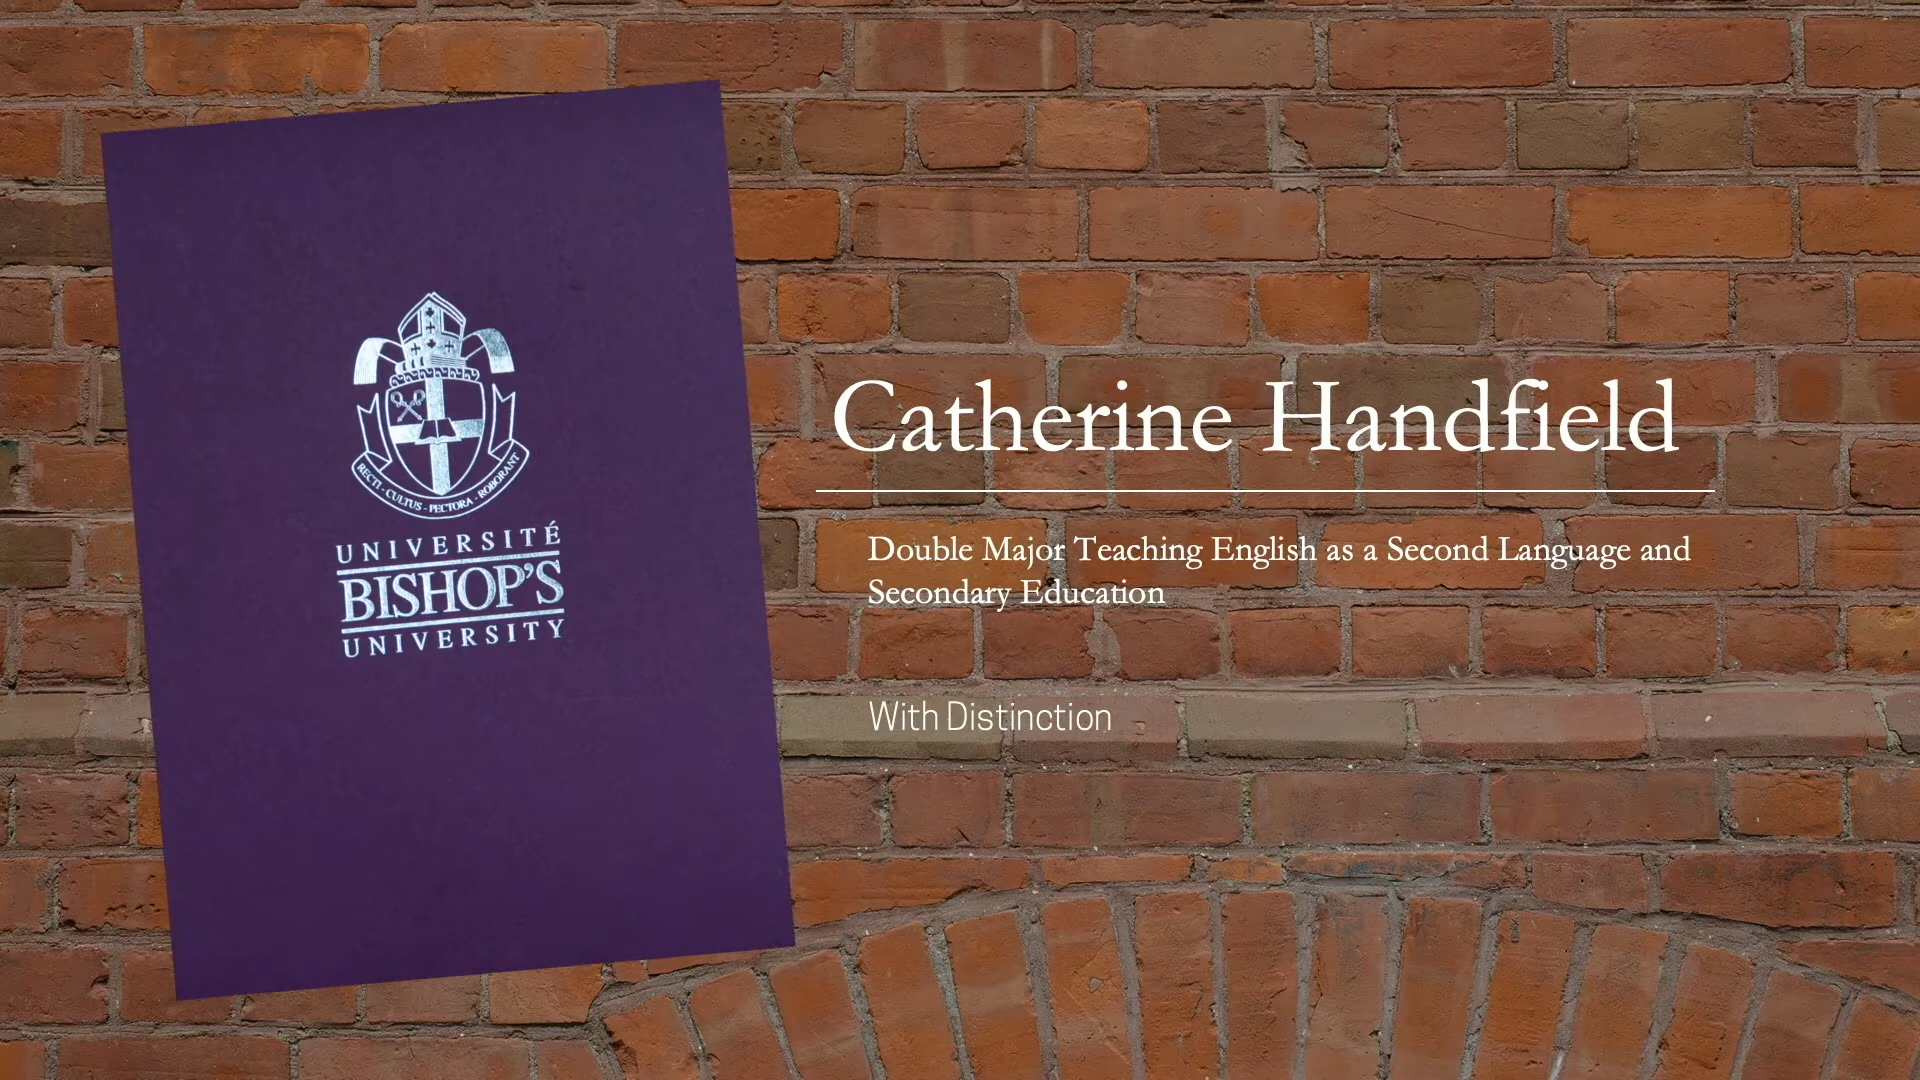 RECTI - CULTUS - PECTORA - ROBORANT
UNIVERSITÉ
BISHOP'S
UNIVERSITY
Catherine Handfield
Double Major Teaching English as a Second Language and
Secondary Education
With Distinction